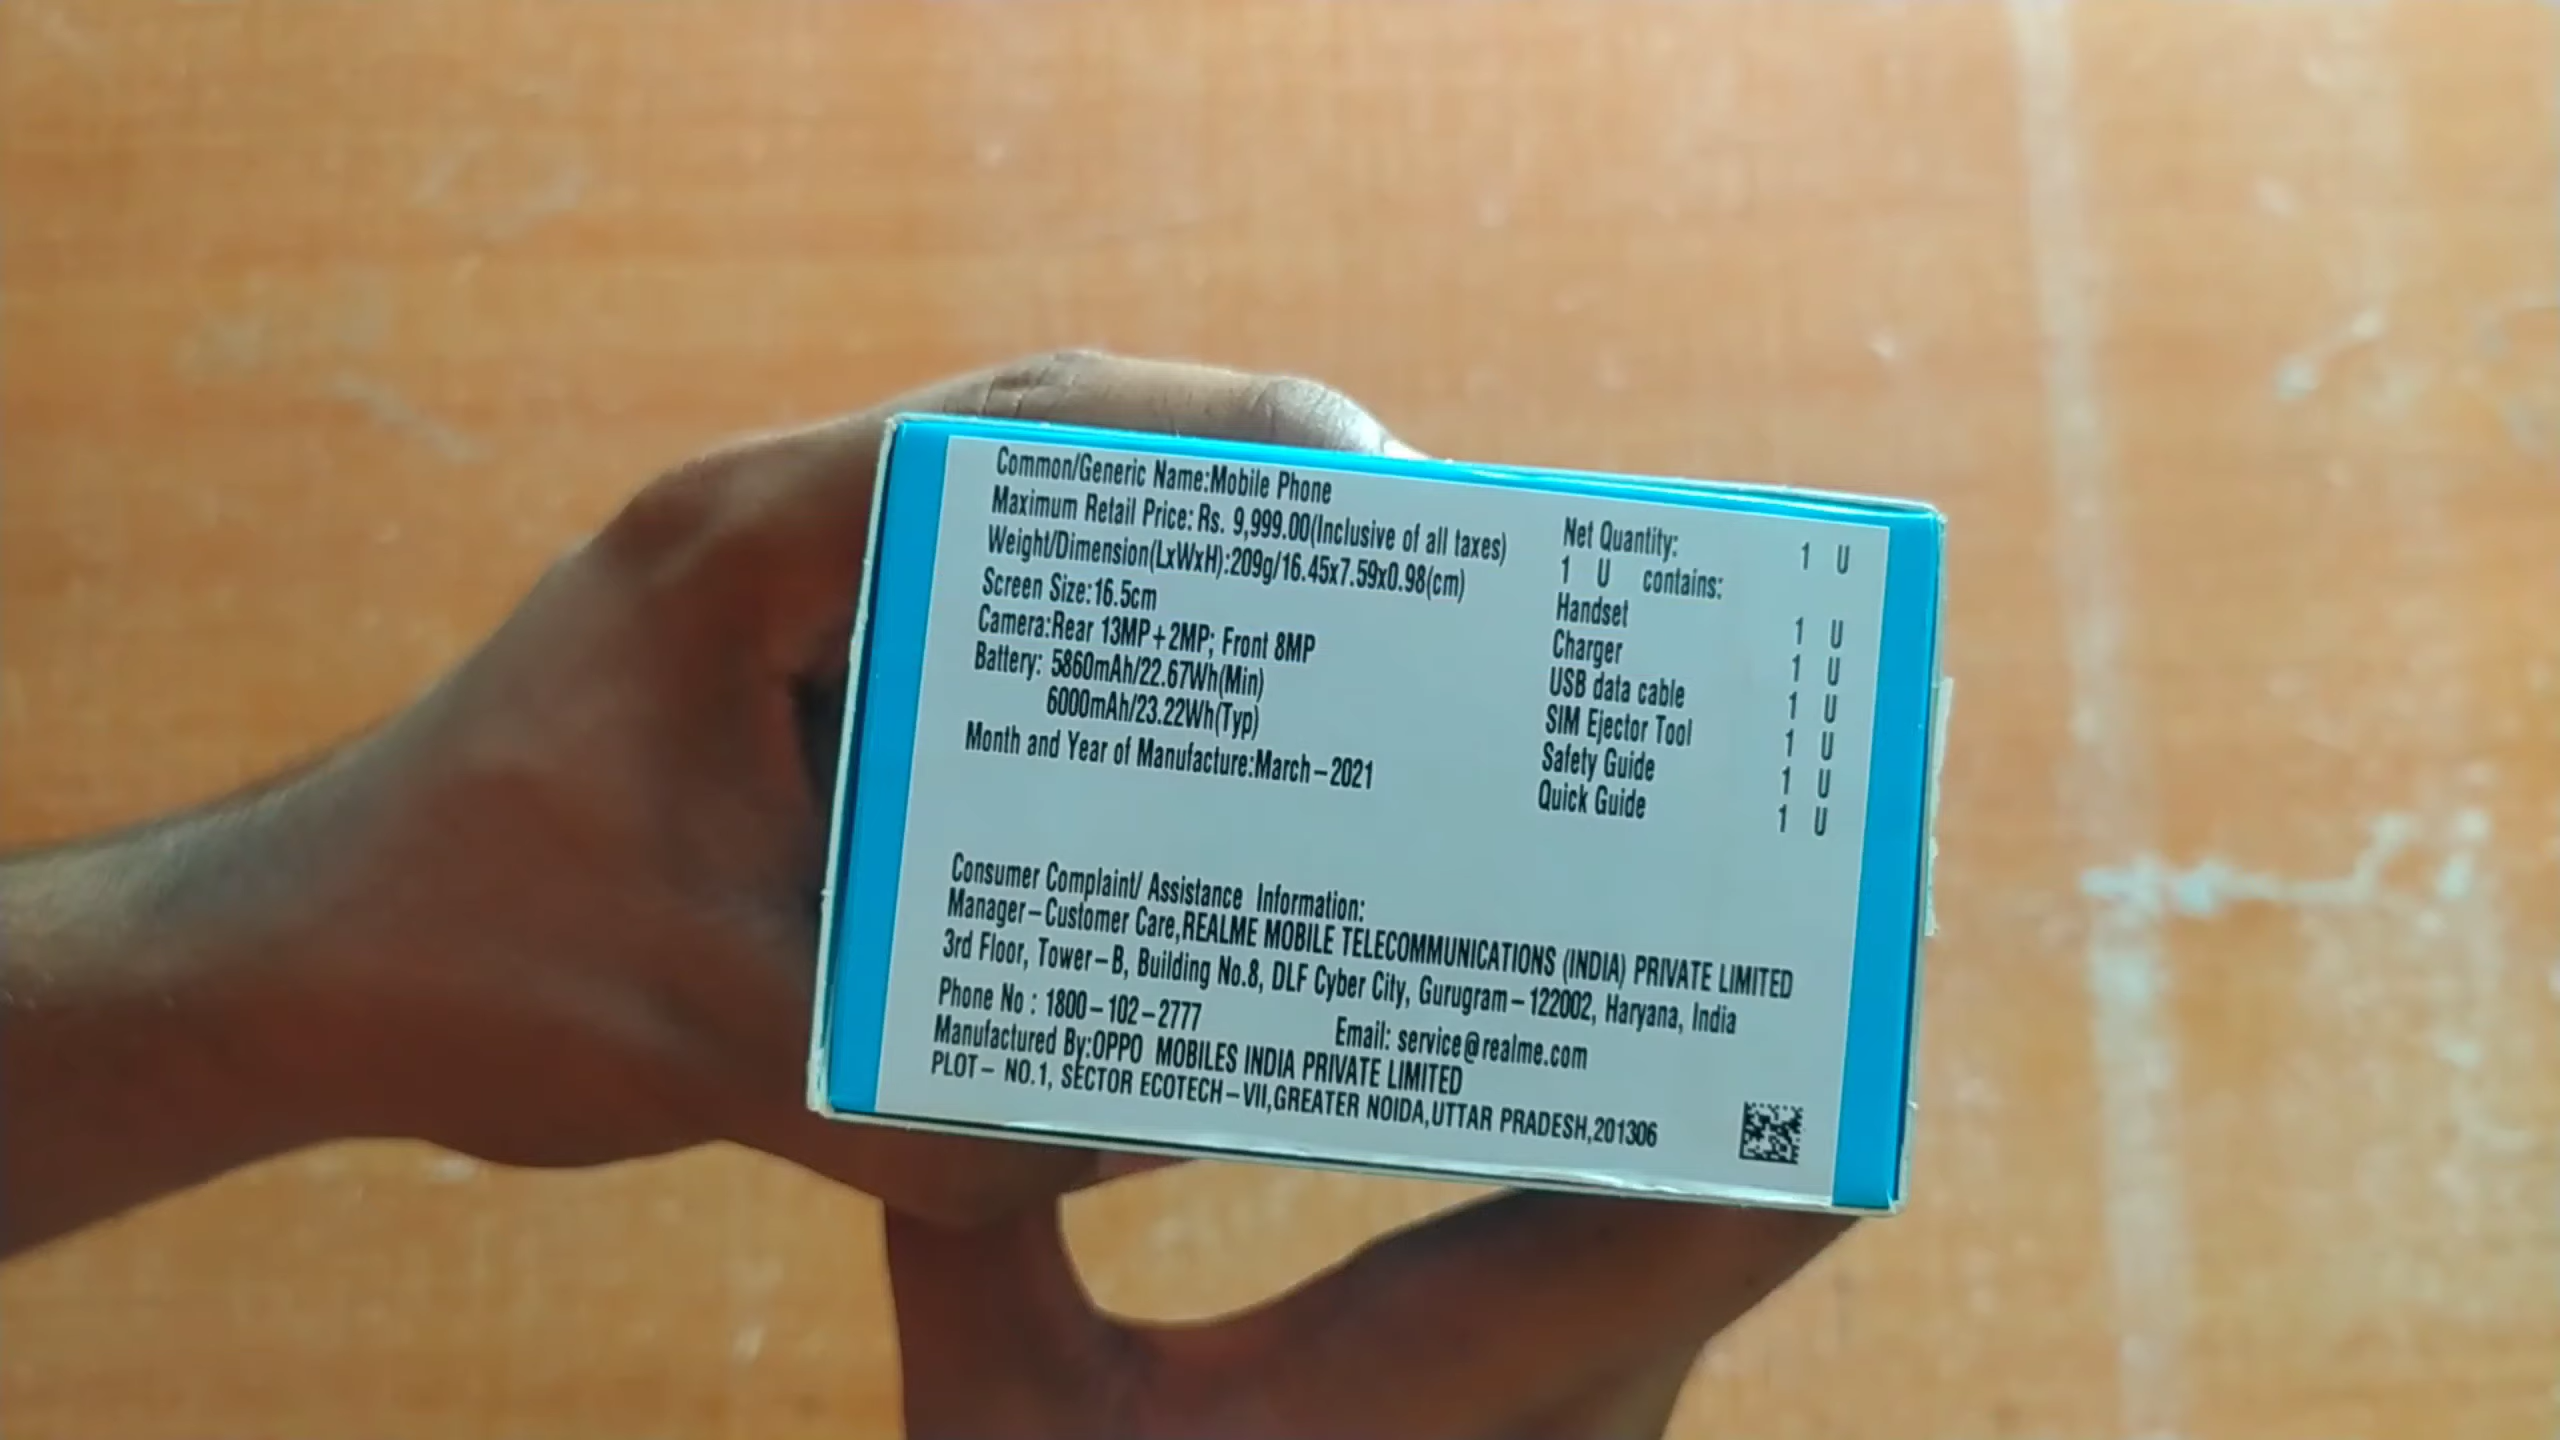 Common/Generic Name:Mobile Phone
Maximum Retail Price: Rs. 9,999.00(Inclusive of all taxes)
Weight/Dimension(LxWxH):209g/16.45x7.59x0.98(cm)
Screen Size:16.5cm
Camera:Rear 13MP+2MP; Front 8MP
Battery: 5860mAh/22.67Wh(Min)
6000mAh/23.22Wh(Typ)
Month and Year of Manufacture:March-2021
Net Quantity: 1 U
1 U contains:
Handset 1 U
Charger 1 U
USB data cable 1 U
SIM Ejector Tool 1 U
Safety Guide 1 U
Quick Guide 1 U
Consumer Complaint/ Assistance Information:
Manager-Customer Care,REALME MOBILE TELECOMMUNICATIONS (INDIA) PRIVATE LIMITED
3rd Floor, Tower-B, Building No.8, DLF Cyber City, Gurugram-122002, Haryana, India
Phone No : 1800-102-2777 Email: service@realme.com
Manufactured By:OPPO MOBILES INDIA PRIVATE LIMITED
PLOT- NO.1, SECTOR ECOTECH-VII,GREATER NOIDA,UTTAR PRADESH,201306